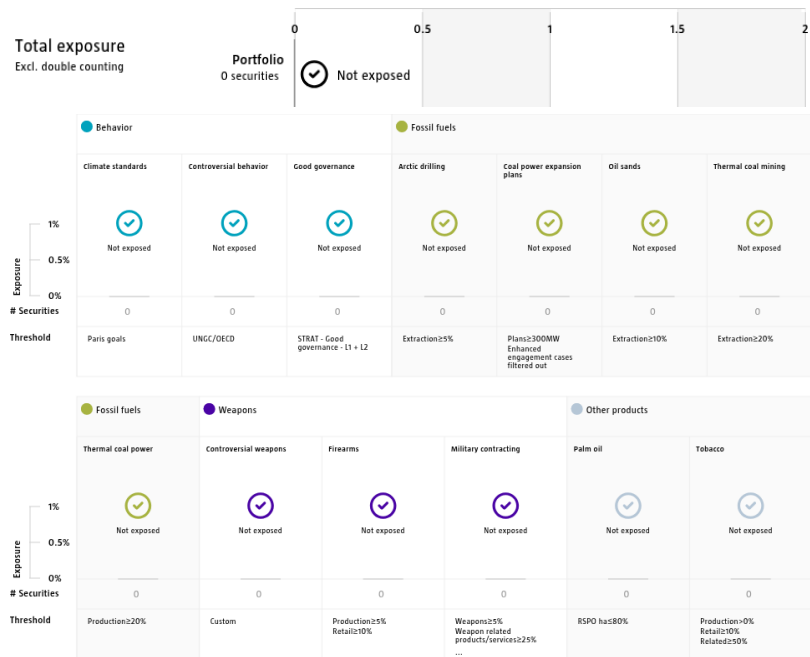 0 0.5 1 1.5 2
Total exposure
Excl. double counting
Portfolio
0 securities
Not exposed
Behavior
Fossil fuels
Climate standards
Controversial behavior
Good governance
Arctic drilling
Coal power expansion
plans
Oil sands
Thermal coal mining
Not exposed Not exposed Not exposed Not exposed Not exposed Not exposed Not exposed
Exposure
1%
0.5%
0%
# Securities 0 0 0 0 0 0 0
Threshold
Paris goals
UNGC/OECD
STRAT - Good
governance - L1 + L2
Extraction≥5%
Plans≥300MW
Enhanced
engagement cases
filtered out
Extraction≥10%
Extraction≥20%
Fossil fuels
Weapons
Other products
Thermal coal power
Controversial weapons
Firearms
Military contracting
Palm oil
Tobacco
Not exposed Not exposed Not exposed Not exposed Not exposed Not exposed
Exposure
1%
0.5%
0%
# Securities 0 0 0 0 0 0
Threshold
Production≥20%
Custom
Production≥5%
Retail≥10%
Weapons≥5%
Weapon related
products/services≥25%
...
RSPO ha≤80%
Production>0%
Retail≥10%
Related≥50%